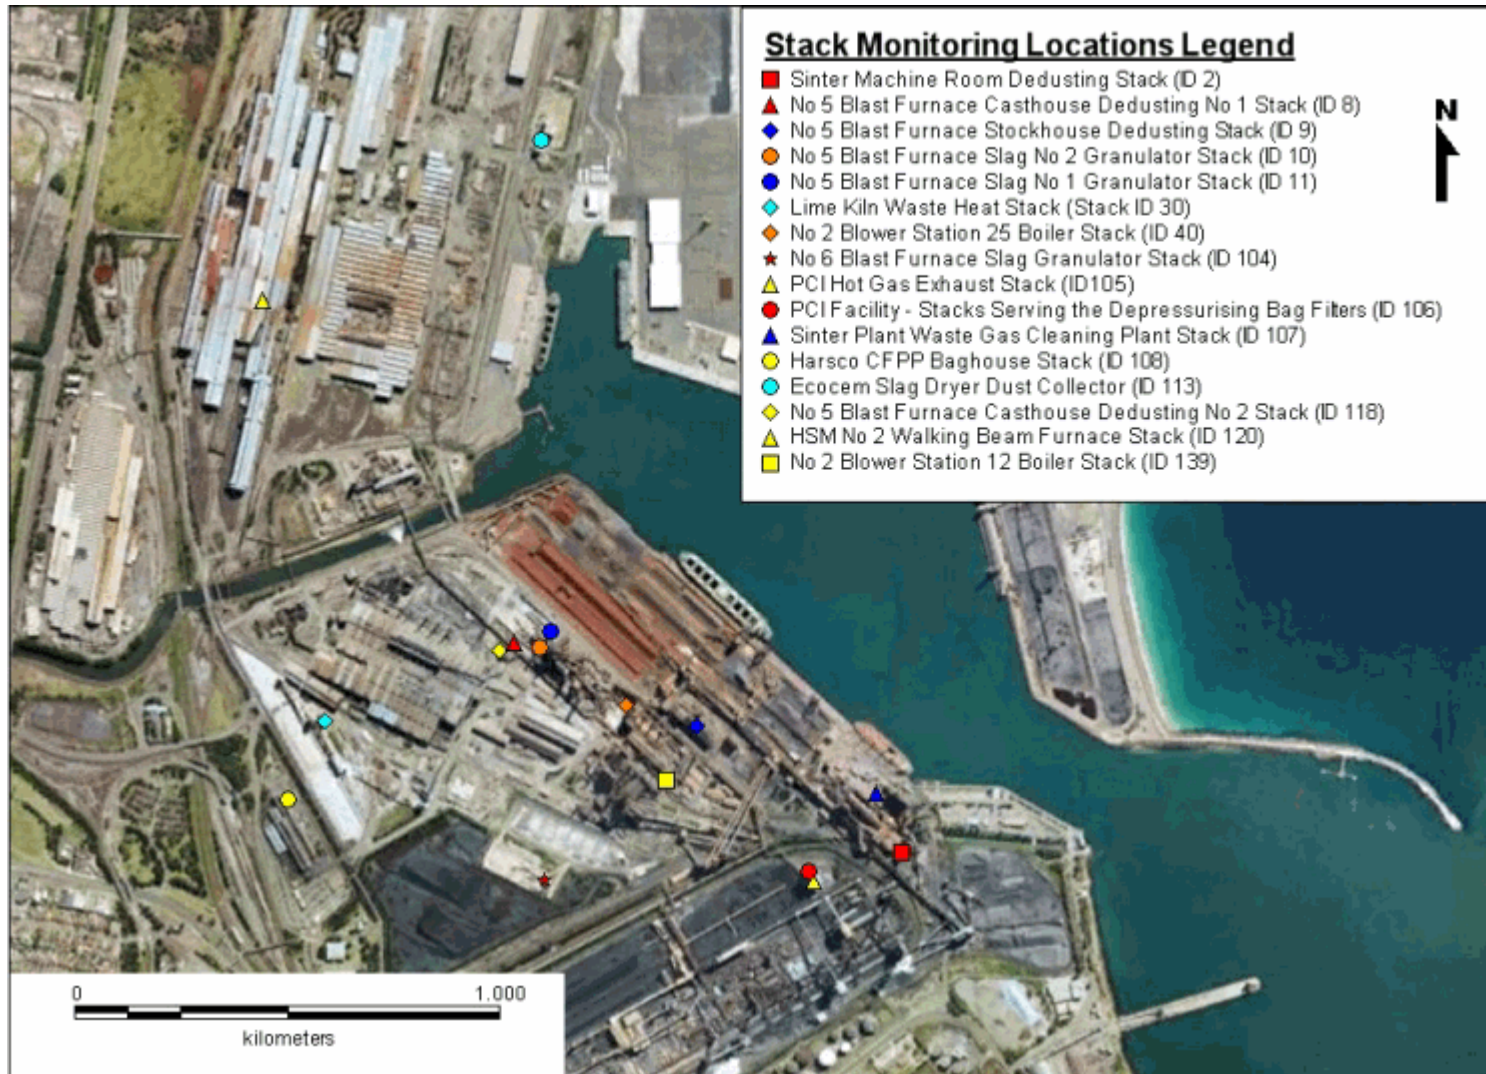 Stack Monitoring Locations Legend
Sinter Machine Room Dedusting Stack (ID 2)
No 5 Blast Furnace Casthouse Dedusting No 1 Stack (ID 8)
No 5 Blast Furnace Stockhouse Dedusting Stack (ID 9)
No 5 Blast Furnace Slag No 2 Granulator Stack (ID 10)
No 5 Blast Furnace Slag No 1 Granulator Stack (ID 11)
Lime Kiln Waste Heat Stack (Stack ID 30)
No 2 Blower Station 25 Boiler Stack (ID 40)
No 6 Blast Furnace Slag Granulator Stack (ID 104)
PCI Hot Gas Exhaust Stack (ID105)
PCI Facility - Stacks Serving the Depressurising Bag Filters (ID 106)
Sinter Plant Waste Gas Cleaning Plant Stack (ID 107)
Harsco CFPP Baghouse Stack (ID 108)
Ecocem Slag Dryer Dust Collector (ID 113)
No 5 Blast Furnace Casthouse Dedusting No 2 Stack (ID 118)
HSM No 2 Walking Beam Furnace Stack (ID 120)
No 2 Blower Station 12 Boiler Stack (ID 139)
N
0 1.000
kilometers